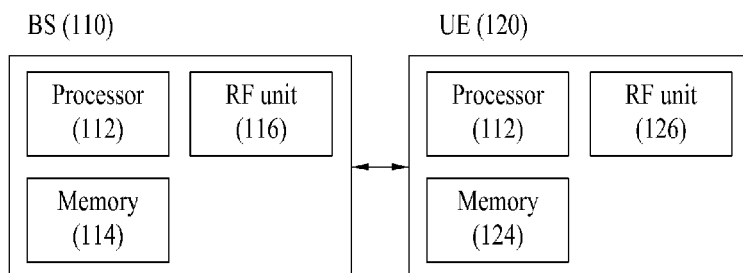 BS (110)
Processor
(112)
RF unit
(116)
Memory
(114)
UE (120)
Processor
(112)
RF unit
(126)
Memory
(124)